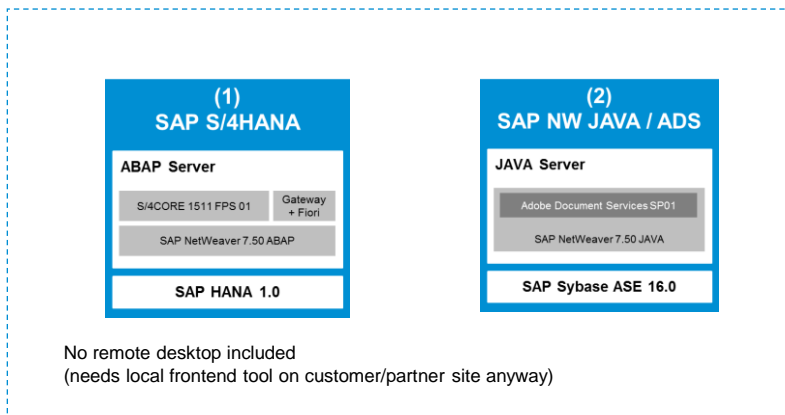 (1)
SAP S/4HANA
ABAP Server
S/4CORE 1511 FPS 01
Gateway
+ Fiori
SAP NetWeaver 7.50 ABAP
SAP HANA 1.0
(2)
SAP NW JAVA / ADS
JAVA Server
Adobe Document Services SP01
SAP NetWeaver 7.50 JAVA
SAP Sybase ASE 16.0
No remote desktop included
(needs local frontend tool on customer/partner site anyway)